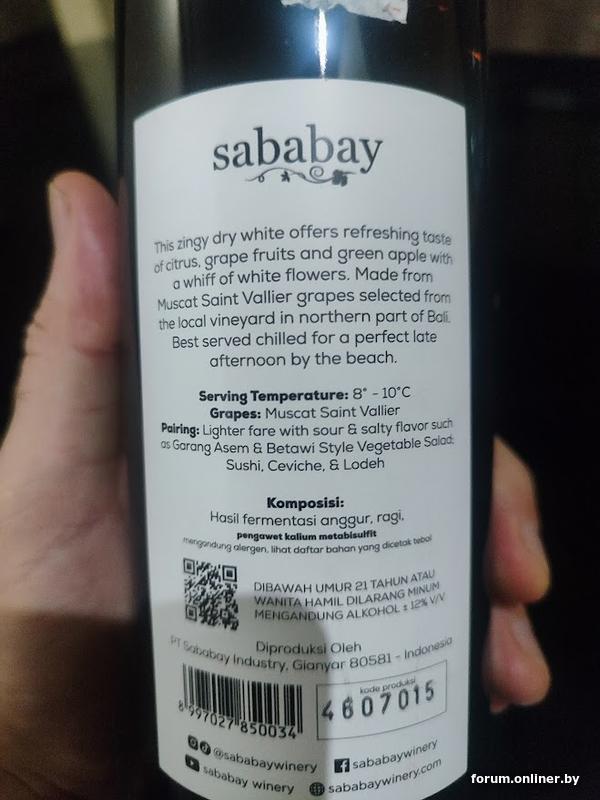 sababay
This zingy dry white offers refreshing taste
of citrus, grape fruits and green apple with
a whiff of white flowers. Made from
Muscat Saint Vallier grapes selected from
the local vineyard in northern part of Bali.
Best served chilled for a perfect late
afternoon by the beach.
Serving Temperature: 8° - 10°C
Grapes: Muscat Saint Vallier
Pairing: Lighter fare with sour & salty flavor such
as Garang Asem & Betawi Style Vegetable Salad;
Sushi, Ceviche, & Lodeh
Komposisi:
Hasil fermentasi anggur, ragi,
pengawet kalium metabisulfit
mengandung alergen, lihat daftar bahan yang dicetak tebal
DIBAWAH UMUR 21 TAHUN ATAU
WANITA HAMIL DILARANG MINUM
MENGANDUNG ALKOHOL ± 12% V/V
Diproduksi Oleh
PT Sababay Industry, Gianyar 80581 - Indonesia
8 997027 850034
kode produksi
4607015
@sababaywinery
sababaywinery
sababay winery
sababaywinery.com
forum.onliner.by